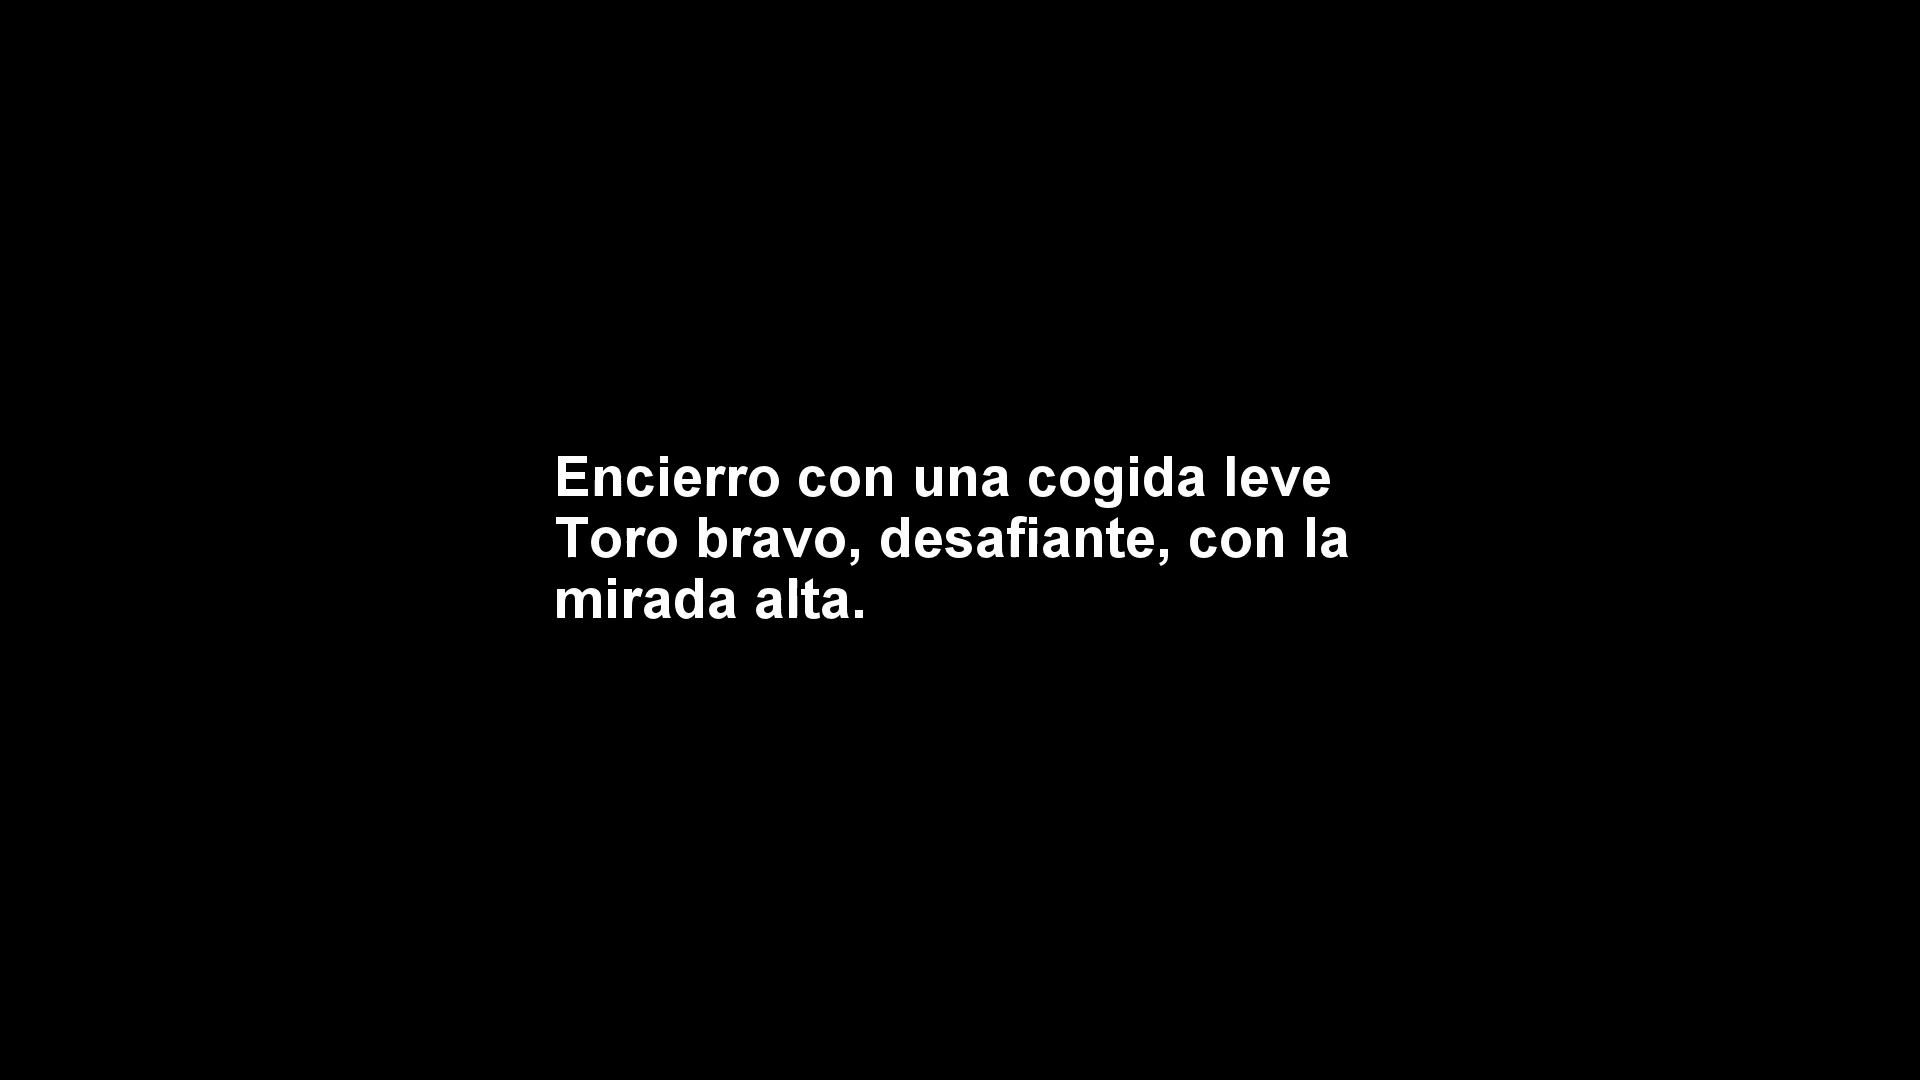 Encierro con una cogida leve
Toro bravo, desafiante, con la
mirada alta.